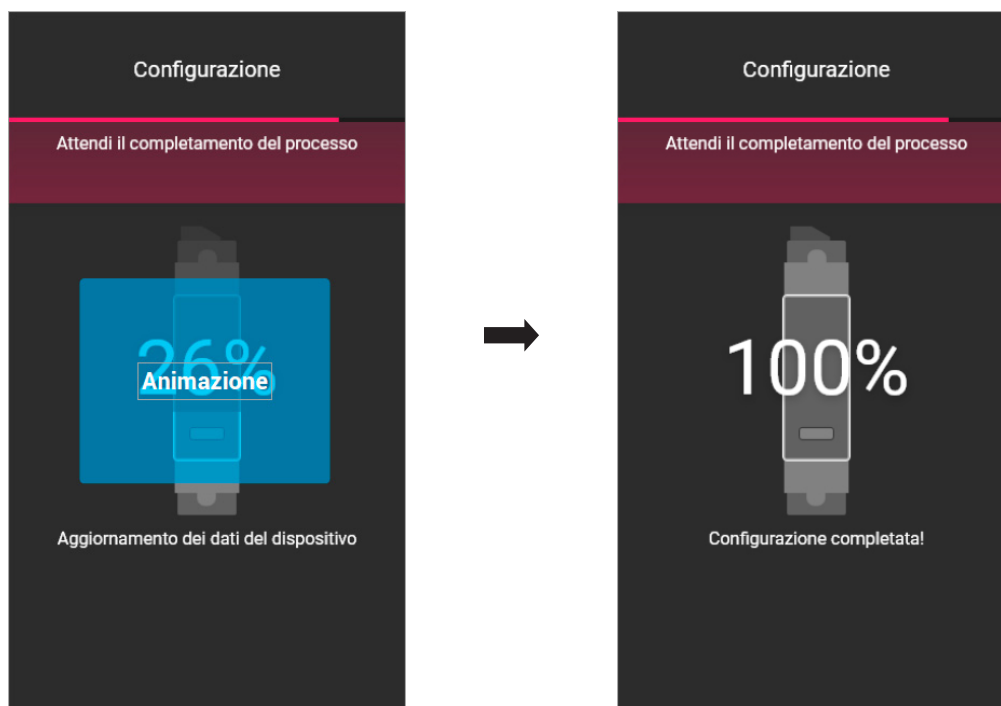 Configurazione
Attendi il completamento del processo
26%
Animazione
Aggiornamento dei dati del dispositivo
Configurazione
Attendi il completamento del processo
100%
Configurazione completata!